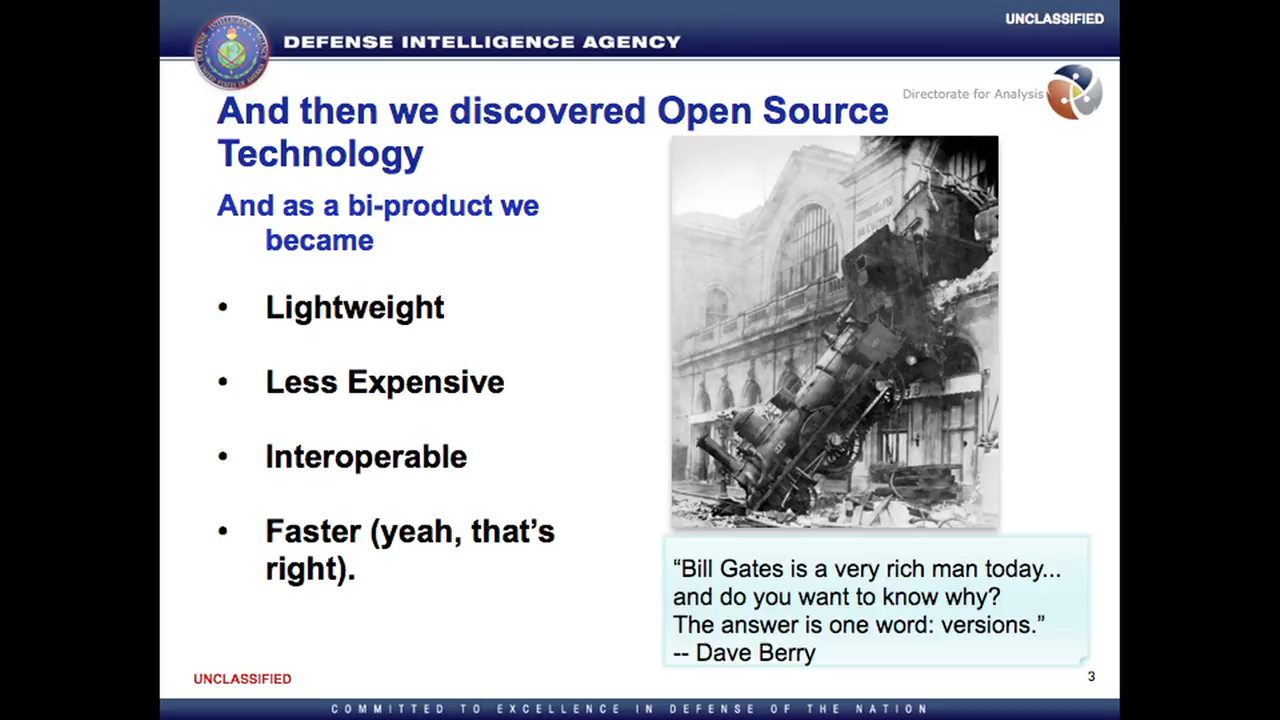 UNCLASSIFIED
DEFENSE INTELLIGENCE AGENCY
Directorate for Analysis
And then we discovered Open Source
Technology
And as a bi-product we
became
• Lightweight
• Less Expensive
• Interoperable
• Faster (yeah, that's
right).
“Bill Gates is a very rich man today...
and do you want to know why?
The answer is one word: versions.”
-- Dave Berry
UNCLASSIFIED
3
COMMITTED TO EXCELLENCE IN DEFENSE OF THE NATION